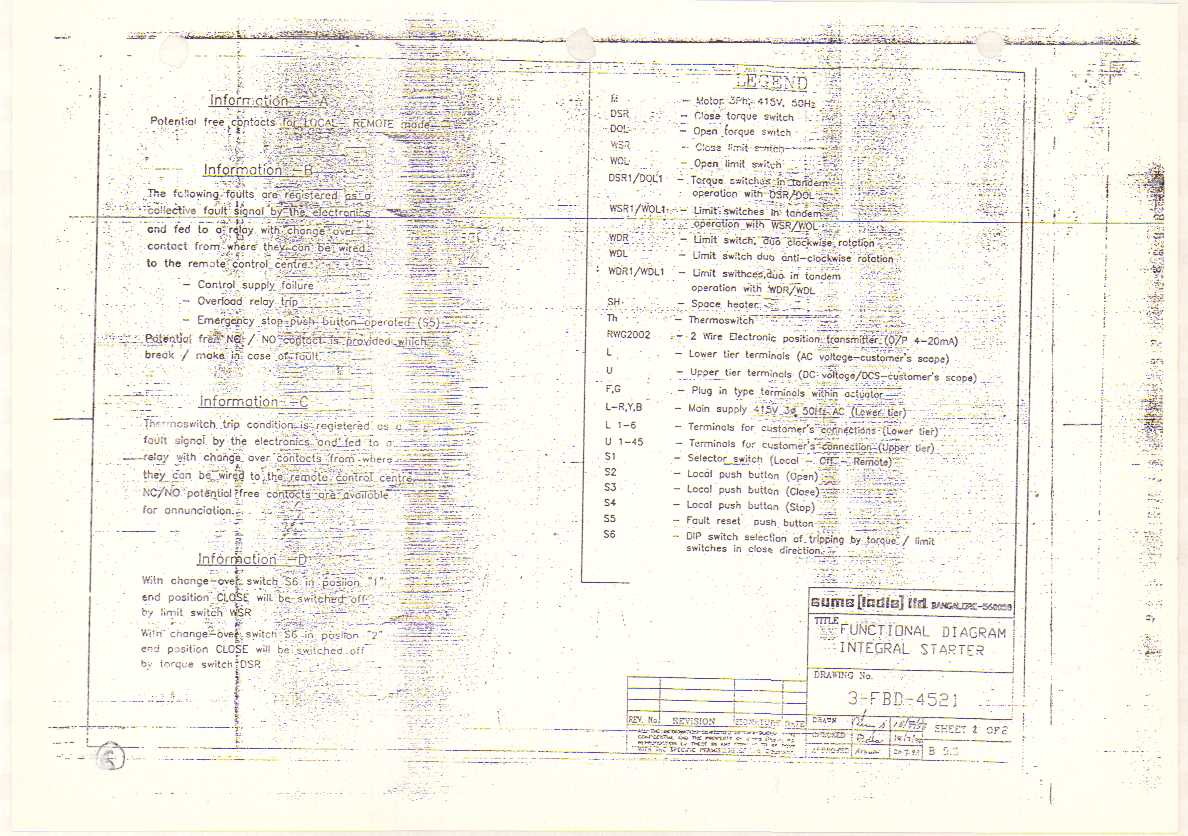 Information - A
Potential free contacts for LOCAL - REMOTE mode
Information - B
The following faults are registered as a
collective fault signal by the electronics
and fed to a relay with change over
contact from where they can be wired
to the remote control centre.
- Control supply failure
- Overload relay trip
- Emergency stop push button operated (S5)
Potential free NC / NO contact is provided which
break / make in case of fault.
Information - C
Thermoswitch trip condition is registered as a
fault signal by the electronics and fed to a
relay with change over contacts from where
they can be wired to the remote control centre
NC/NO potential free contacts are available
for annunciation.
Information - D
With change-over switch S6 in posiion "1"
end position CLOSE will be switched off
by limit switch WSR
With change-over switch S6 in posiion "2"
end position CLOSE will be switched off
by torque switch DSR
LEGEND
M - Motor 3Ph, 415V, 50Hz
DSR - Close torque switch
DOL - Open torque switch
WSR - Close limit switch
WOL - Open limit switch
DSR1/DOL1 - Torque switches in tandem
operation with DSR/DOL
WSR1/WOL1 - Limit switches in tandem
operation with WSR/WOL
WDR - Limit switch, duo clockwise rotation
WDL - Limit switch duo anti-clockwise rotation
WDR1/WDL1 - Limit swithces,duo in tandem
operation with WDR/WDL
SH - Space heater
Th - Thermoswitch
RWG2002 - 2 Wire Electronic position transmitter (O/P 4-20mA)
L - Lower tier terminals (AC voltage-customer's scope)
U - Upper tier terminals (DC voltage/DCS-customer's scope)
F,G - Plug in type terminals within actuator
L-R,Y,B - Main supply 415V 3ø 50Hz AC (Lower tier)
L 1-6 - Terminals for customer's connections (Lower tier)
U 1-45 - Terminals for customer's connection (Upper tier)
S1 - Selector switch (Local - Off - Remote)
S2 - Local push button (Open)
S3 - Local push button (Close)
S4 - Local push button (Stop)
S5 - Fault reset push button
S6 - DIP switch selection of tripping by torque / limit
switches in close direction.
auma [india] ltd. BANGALORE-560058
TITLE
FUNCTIONAL DIAGRAM
INTEGRAL STARTER
DRAWING No.
3-FBD-4521
REV. No. REVISION SIGNATURE DATE
DRAWN
SHEET 2 OF 2
CHECKED
APPROVED
B
5